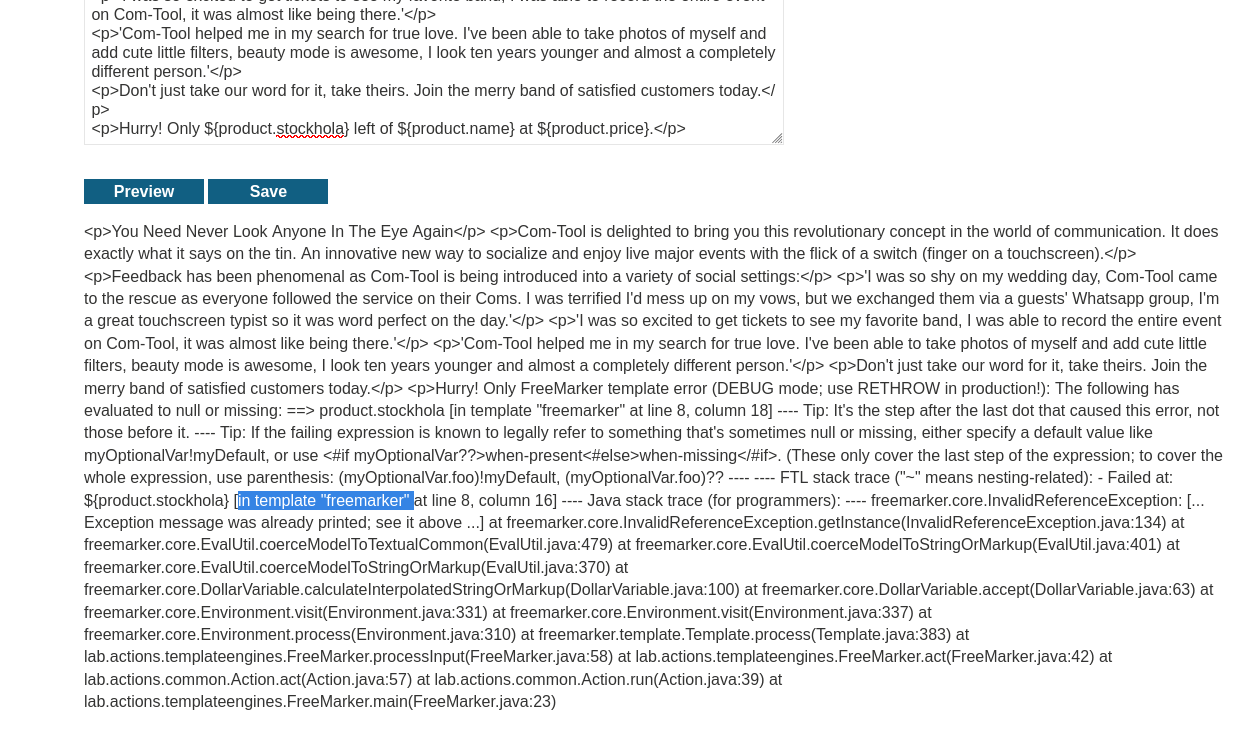 on Com-Tool, it was almost like being there.'</p>
<p>'Com-Tool helped me in my search for true love. I've been able to take photos of myself and
add cute little filters, beauty mode is awesome, I look ten years younger and almost a completely
different person.'</p>
<p>Don't just take our word for it, take theirs. Join the merry band of satisfied customers today.</
p>
<p>Hurry! Only ${product.stockhola} left of ${product.name} at ${product.price}.</p>
Preview Save
<p>You Need Never Look Anyone In The Eye Again</p> <p>Com-Tool is delighted to bring you this revolutionary concept in the world of communication. It does
exactly what it says on the tin. An innovative new way to socialize and enjoy live major events with the flick of a switch (finger on a touchscreen).</p>
<p>Feedback has been phenomenal as Com-Tool is being introduced into a variety of social settings:</p> <p>'I was so shy on my wedding day, Com-Tool came
to the rescue as everyone followed the service on their Coms. I was terrified I'd mess up on my vows, but we exchanged them via a guests' Whatsapp group, I'm
a great touchscreen typist so it was word perfect on the day.'</p> <p>'I was so excited to get tickets to see my favorite band, I was able to record the entire event
on Com-Tool, it was almost like being there.'</p> <p>'Com-Tool helped me in my search for true love. I've been able to take photos of myself and add cute little
filters, beauty mode is awesome, I look ten years younger and almost a completely different person.'</p> <p>Don't just take our word for it, take theirs. Join the
merry band of satisfied customers today.</p> <p>Hurry! Only FreeMarker template error (DEBUG mode; use RETHROW in production!): The following has
evaluated to null or missing: ==> product.stockhola [in template "freemarker" at line 8, column 18] ---- Tip: It's the step after the last dot that caused this error, not
those before it. ---- Tip: If the failing expression is known to legally refer to something that's sometimes null or missing, either specify a default value like
myOptionalVar!myDefault, or use <#if myOptionalVar??>when-present<#else>when-missing</#if>. (These only cover the last step of the expression; to cover the
whole expression, use parenthesis: (myOptionalVar.foo)!myDefault, (myOptionalVar.foo)?? ---- ---- FTL stack trace ("~" means nesting-related): - Failed at:
${product.stockhola} [in template "freemarker" at line 8, column 16] ---- Java stack trace (for programmers): ---- freemarker.core.InvalidReferenceException: [...
Exception message was already printed; see it above ...] at freemarker.core.InvalidReferenceException.getInstance(InvalidReferenceException.java:134) at
freemarker.core.EvalUtil.coerceModelToTextualCommon(EvalUtil.java:479) at freemarker.core.EvalUtil.coerceModelToStringOrMarkup(EvalUtil.java:401) at
freemarker.core.EvalUtil.coerceModelToStringOrMarkup(EvalUtil.java:370) at
freemarker.core.DollarVariable.calculateInterpolatedStringOrMarkup(DollarVariable.java:100) at freemarker.core.DollarVariable.accept(DollarVariable.java:63) at
freemarker.core.Environment.visit(Environment.java:331) at freemarker.core.Environment.visit(Environment.java:337) at
freemarker.core.Environment.process(Environment.java:310) at freemarker.template.Template.process(Template.java:383) at
lab.actions.templateengines.FreeMarker.processInput(FreeMarker.java:58) at lab.actions.templateengines.FreeMarker.act(FreeMarker.java:42) at
lab.actions.common.Action.act(Action.java:57) at lab.actions.common.Action.run(Action.java:39) at
lab.actions.templateengines.FreeMarker.main(FreeMarker.java:23)